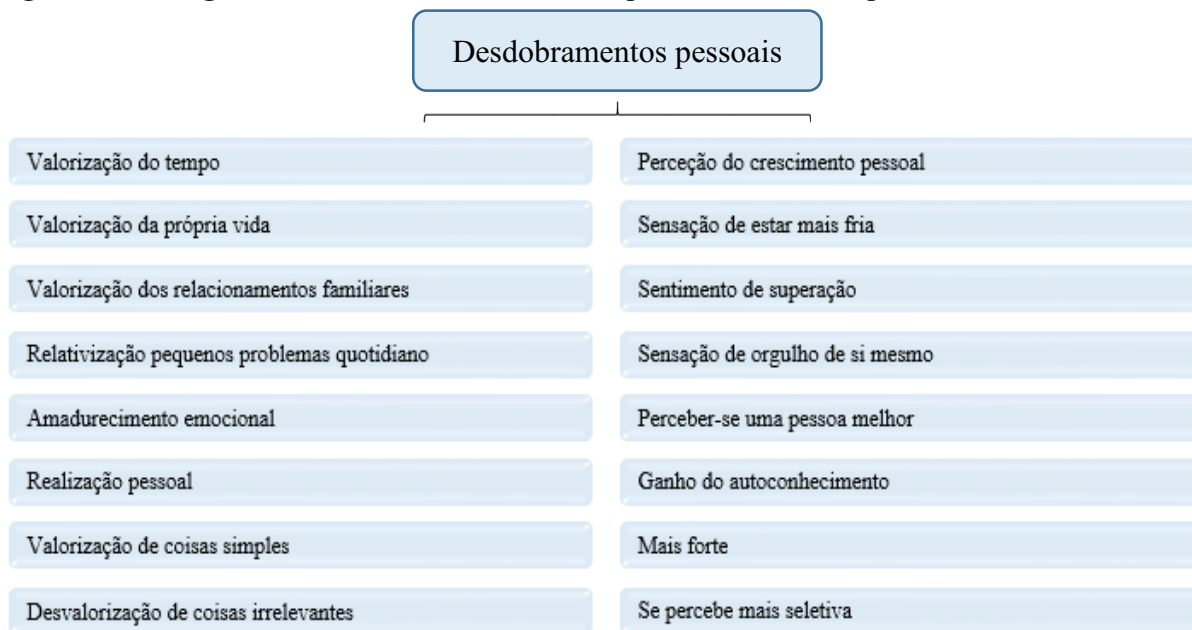 Desdobramentos pessoais
Valorização do tempo
Valorização da própria vida
Valorização dos relacionamentos familiares
Relativização pequenos problemas quotidiano
Amadurecimento emocional
Realização pessoal
Valorização de coisas simples
Desvalorização de coisas irrelevantes
Perceção do crescimento pessoal
Sensação de estar mais fria
Sentimento de superação
Sensação de orgulho de si mesmo
Perceber-se uma pessoa melhor
Ganho do autoconhecimento
Mais forte
Se percebe mais seletiva